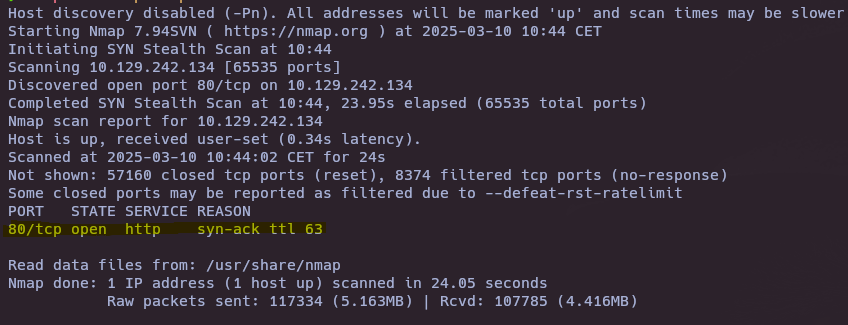 Host discovery disabled (-Pn). All addresses will be marked 'up' and scan times may be slower
Starting Nmap 7.94SVN ( https://nmap.org ) at 2025-03-10 10:44 CET
Initiating SYN Stealth Scan at 10:44
Scanning 10.129.242.134 [65535 ports]
Discovered open port 80/tcp on 10.129.242.134
Completed SYN Stealth Scan at 10:44, 23.95s elapsed (65535 total ports)
Nmap scan report for 10.129.242.134
Host is up, received user-set (0.34s latency).
Scanned at 2025-03-10 10:44:02 CET for 24s
Not shown: 57160 closed tcp ports (reset), 8374 filtered tcp ports (no-response)
Some closed ports may be reported as filtered due to --defeat-rst-ratelimit
PORT   STATE SERVICE REASON
80/tcp open  http    syn-ack ttl 63
Read data files from: /usr/share/nmap
Nmap done: 1 IP address (1 host up) scanned in 24.05 seconds
           Raw packets sent: 117334 (5.163MB) | Rcvd: 107785 (4.416MB)